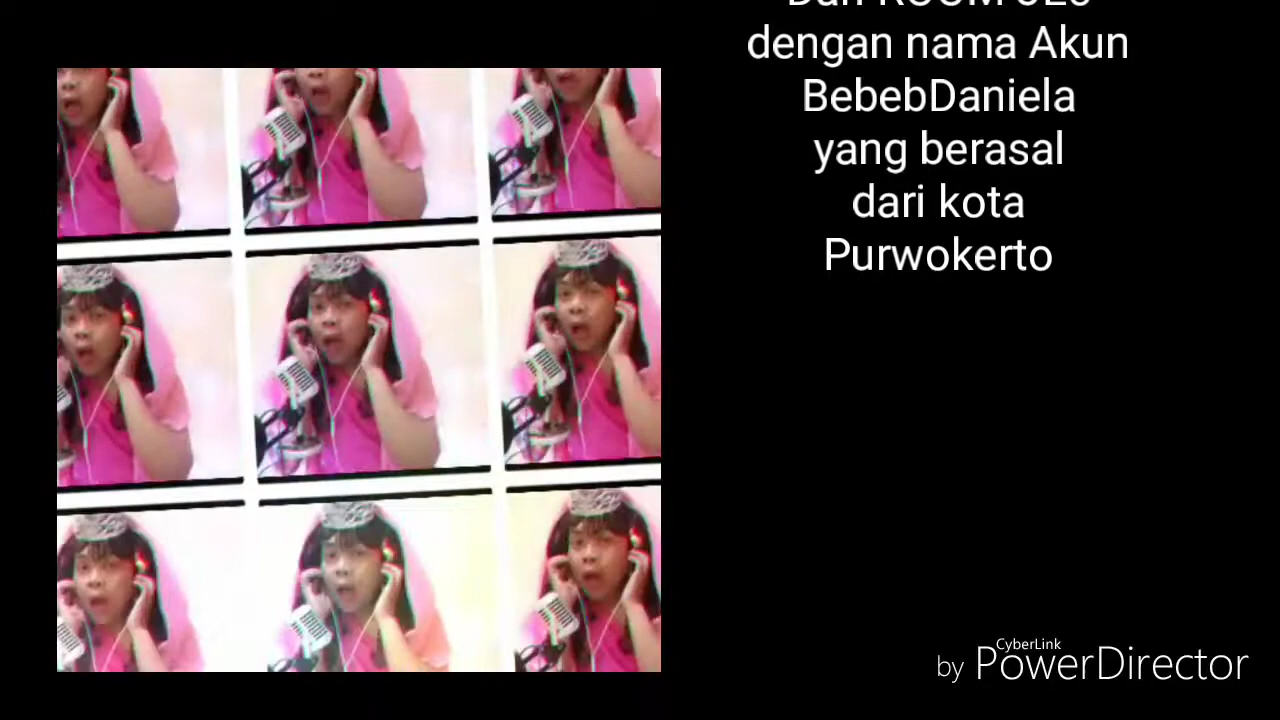 dengan nama Akun
BebebDaniela
yang berasal
dari kota
Purwokerto
CyberLink
by PowerDirector